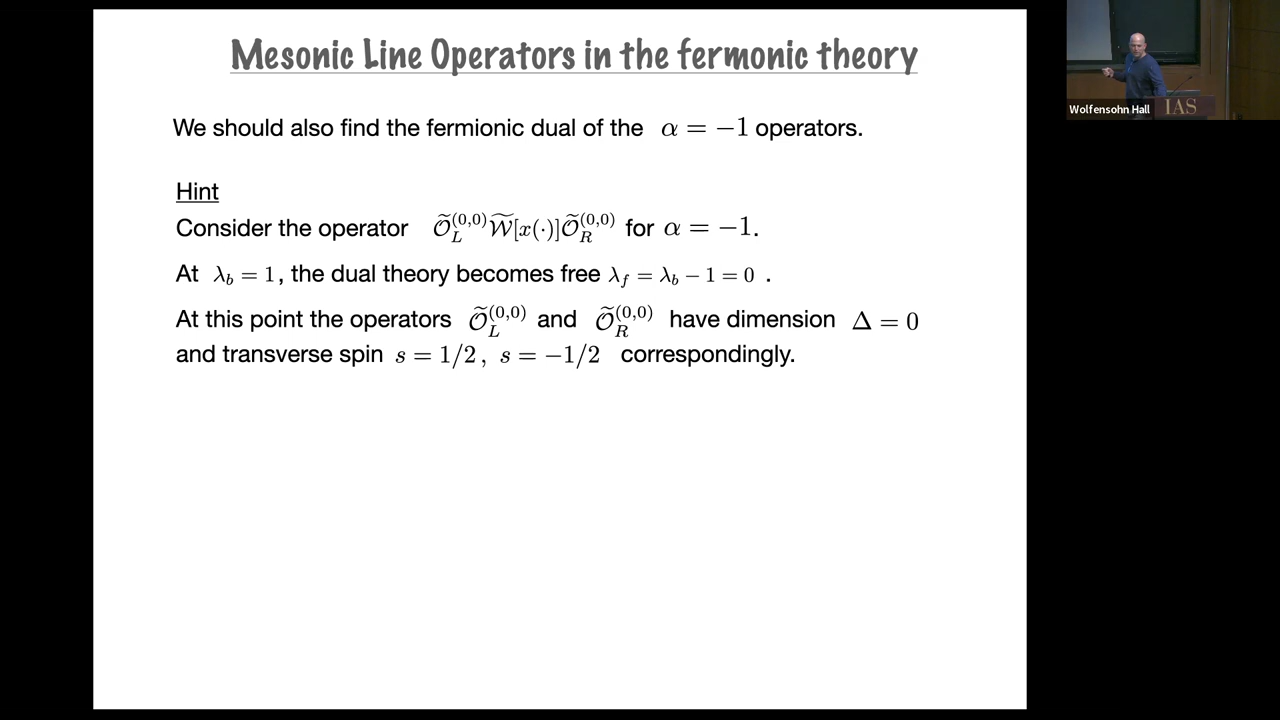 Mesonic Line Operators in the fermonic theory
We should also find the fermionic dual of the α = −1 operators.
Hint
Consider the operator Õ_L^{(0,0)} W̃[x(·)] Õ_R^{(0,0)} for α = −1.
At λ_b = 1, the dual theory becomes free λ_f = λ_b − 1 = 0 .
At this point the operators Õ_L^{(0,0)} and Õ_R^{(0,0)} have dimension Δ = 0
and transverse spin s = 1/2 , s = −1/2 correspondingly.
Wolfensohn Hall
IAS